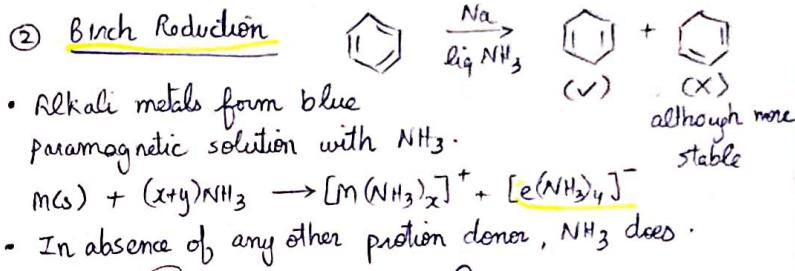 ② Birch Reduction Na + 
liq NH₃ (✓) (X)
• Alkali metals form blue although more
paramagnetic solution with NH₃. stable
m(s) + (x+y)NH₃ → [M(NH₃)ₓ]⁺ + [e(NH₃)y]⁻
• In absence of any other protion donor, NH₃ does.